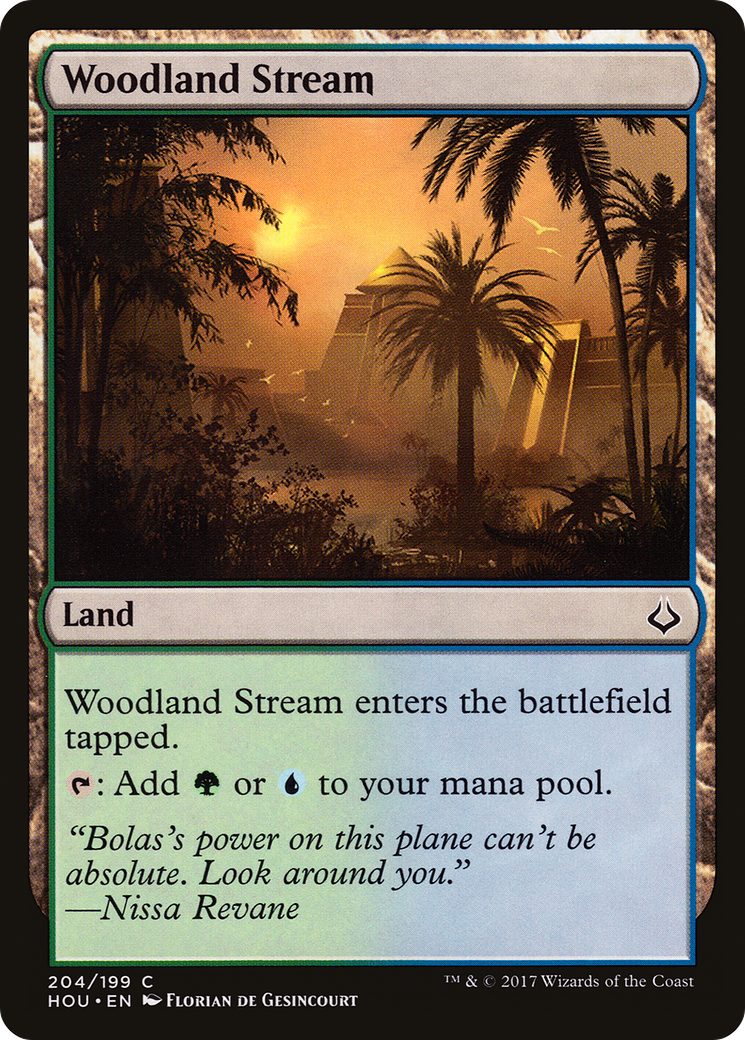 Woodland Stream
Land
Woodland Stream enters the battlefield
tapped.
: Add or to your mana pool.
“Bolas’s power on this plane can’t be
absolute. Look around you.”
—Nissa Revane
204/199 C
™ & © 2017 Wizards of the Coast
HOU • EN Florian de Gesincourt